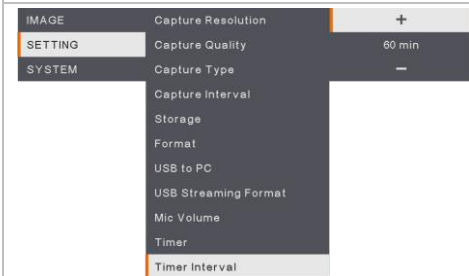 IMAGE
SETTING
SYSTEM
Capture Resolution
Capture Quality
Capture Type
Capture Interval
Storage
Format
USB to PC
USB Streaming Format
Mic Volume
Timer
Timer Interval
+
60 min
−